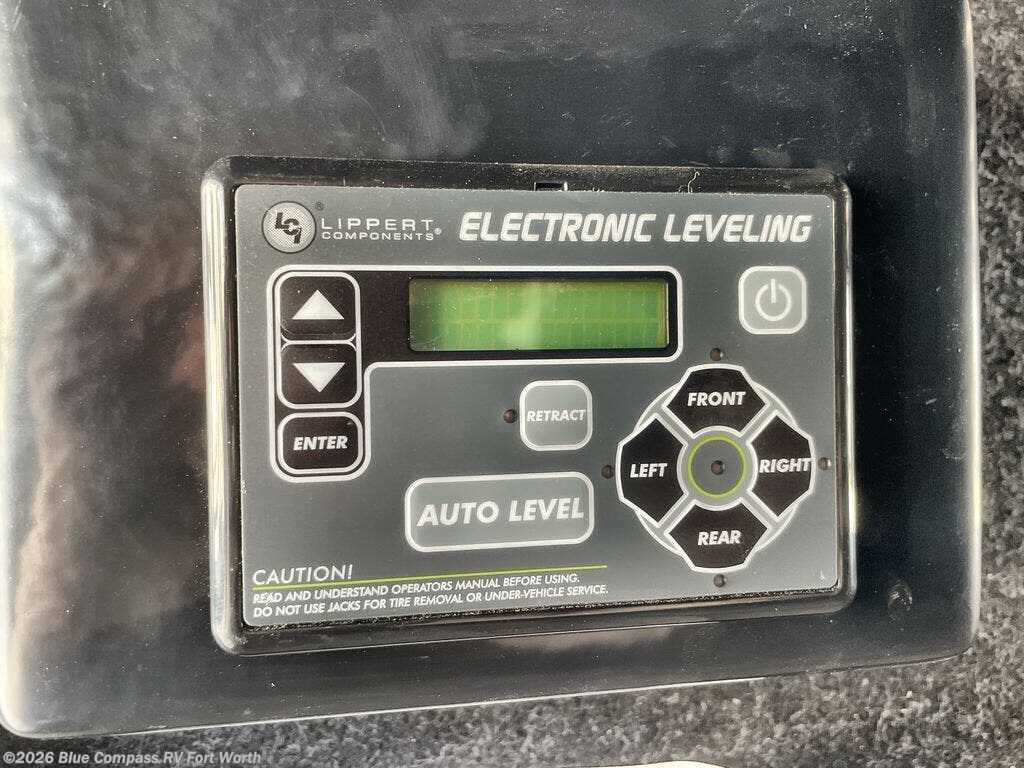 LCI ® LIPPERT COMPONENTS® ELECTRONIC LEVELING
ENTER
RETRACT
AUTO LEVEL
FRONT
LEFT RIGHT
REAR
CAUTION!
READ AND UNDERSTAND OPERATORS MANUAL BEFORE USING.
DO NOT USE JACKS FOR TIRE REMOVAL OR UNDER-VEHICLE SERVICE.
©2026 Blue Compass RV Fort Worth